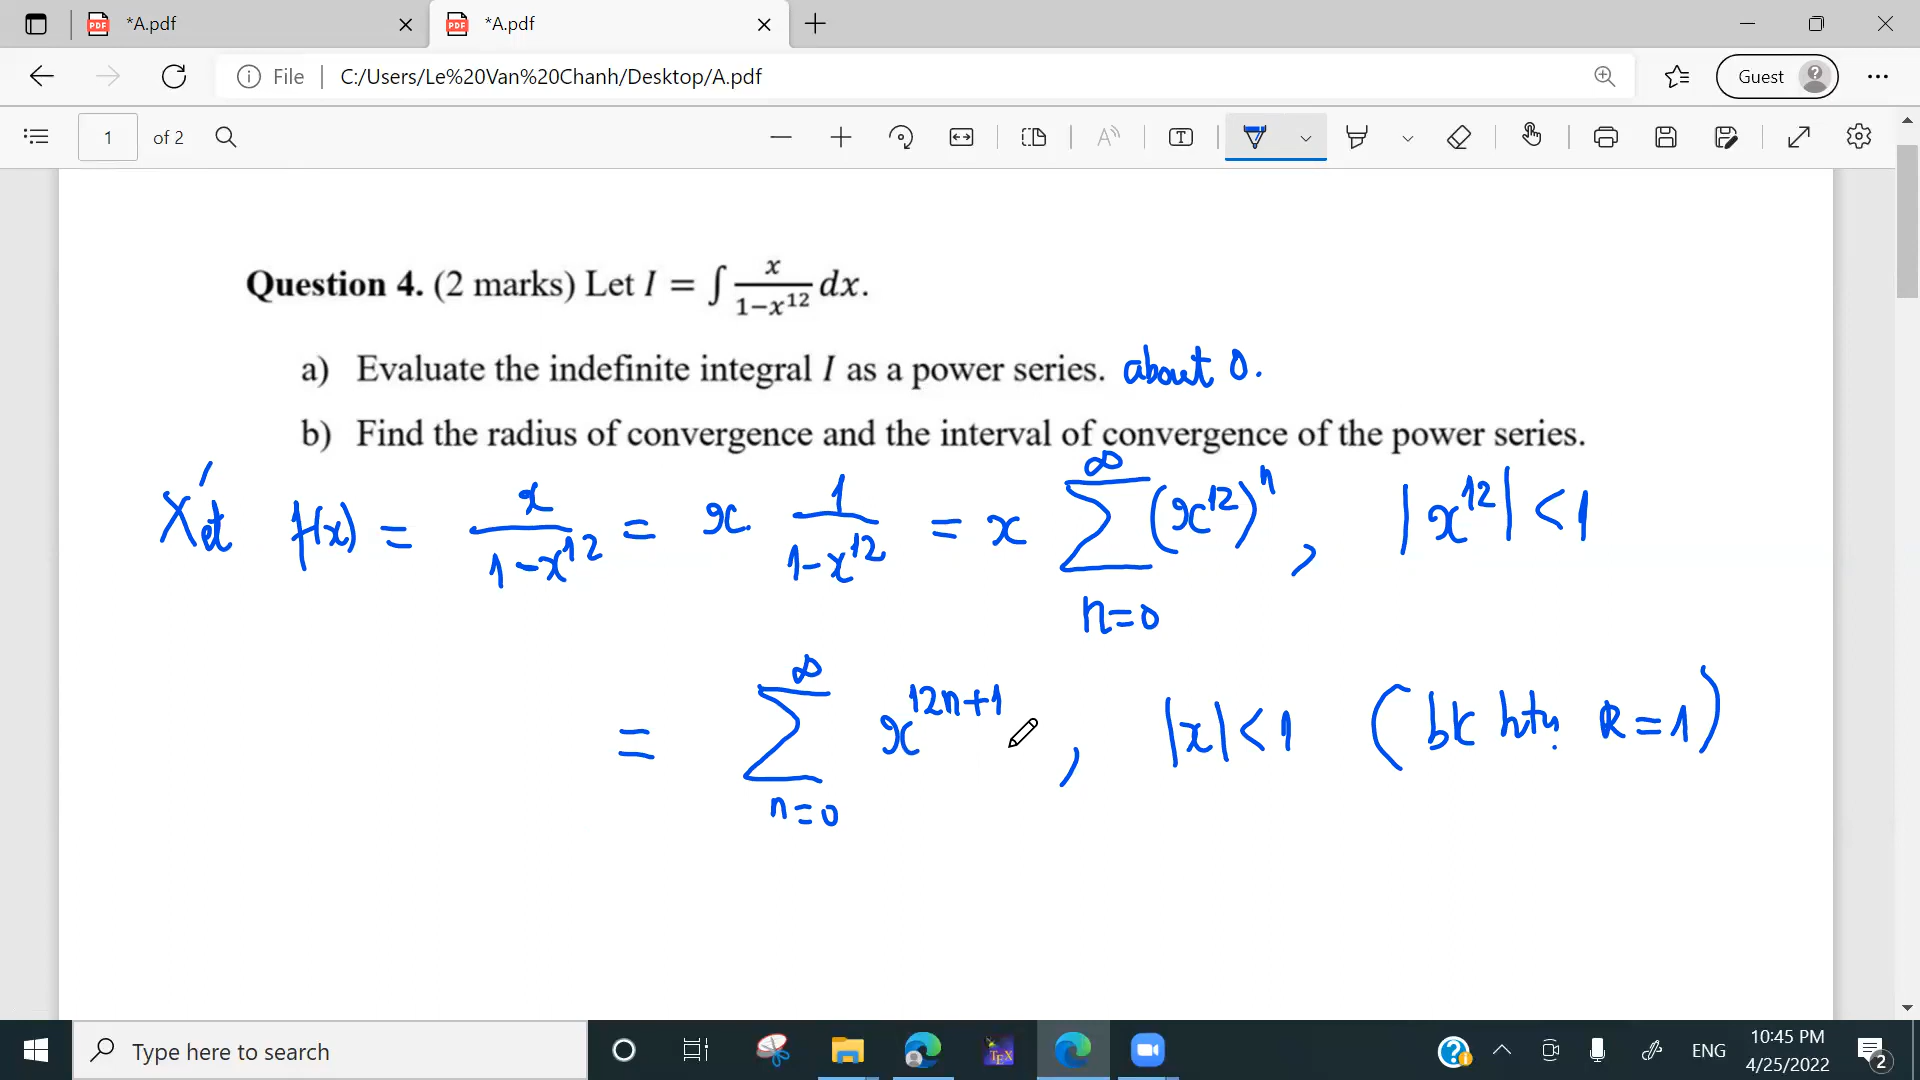 *A.pdf
*A.pdf
File
C:/Users/Le%20Van%20Chanh/Desktop/A.pdf
Guest
1 of 2
Question 4. (2 marks) Let I = ∫ x/(1−x¹²) dx.
a) Evaluate the indefinite integral I as a power series. about 0.
b) Find the radius of convergence and the interval of convergence of the power series.
Xét f(x) = x/(1−x¹²) = x. 1/(1−x¹²) = x ∑_{n=0}^{∞} (x¹²)ⁿ, |x¹²| < 1
= ∑_{n=0}^{∞} x^{12n+1}, |x| < 1 (bk htụ R = 1)
Type here to search
TEX
ENG
10:45 PM
4/25/2022
2